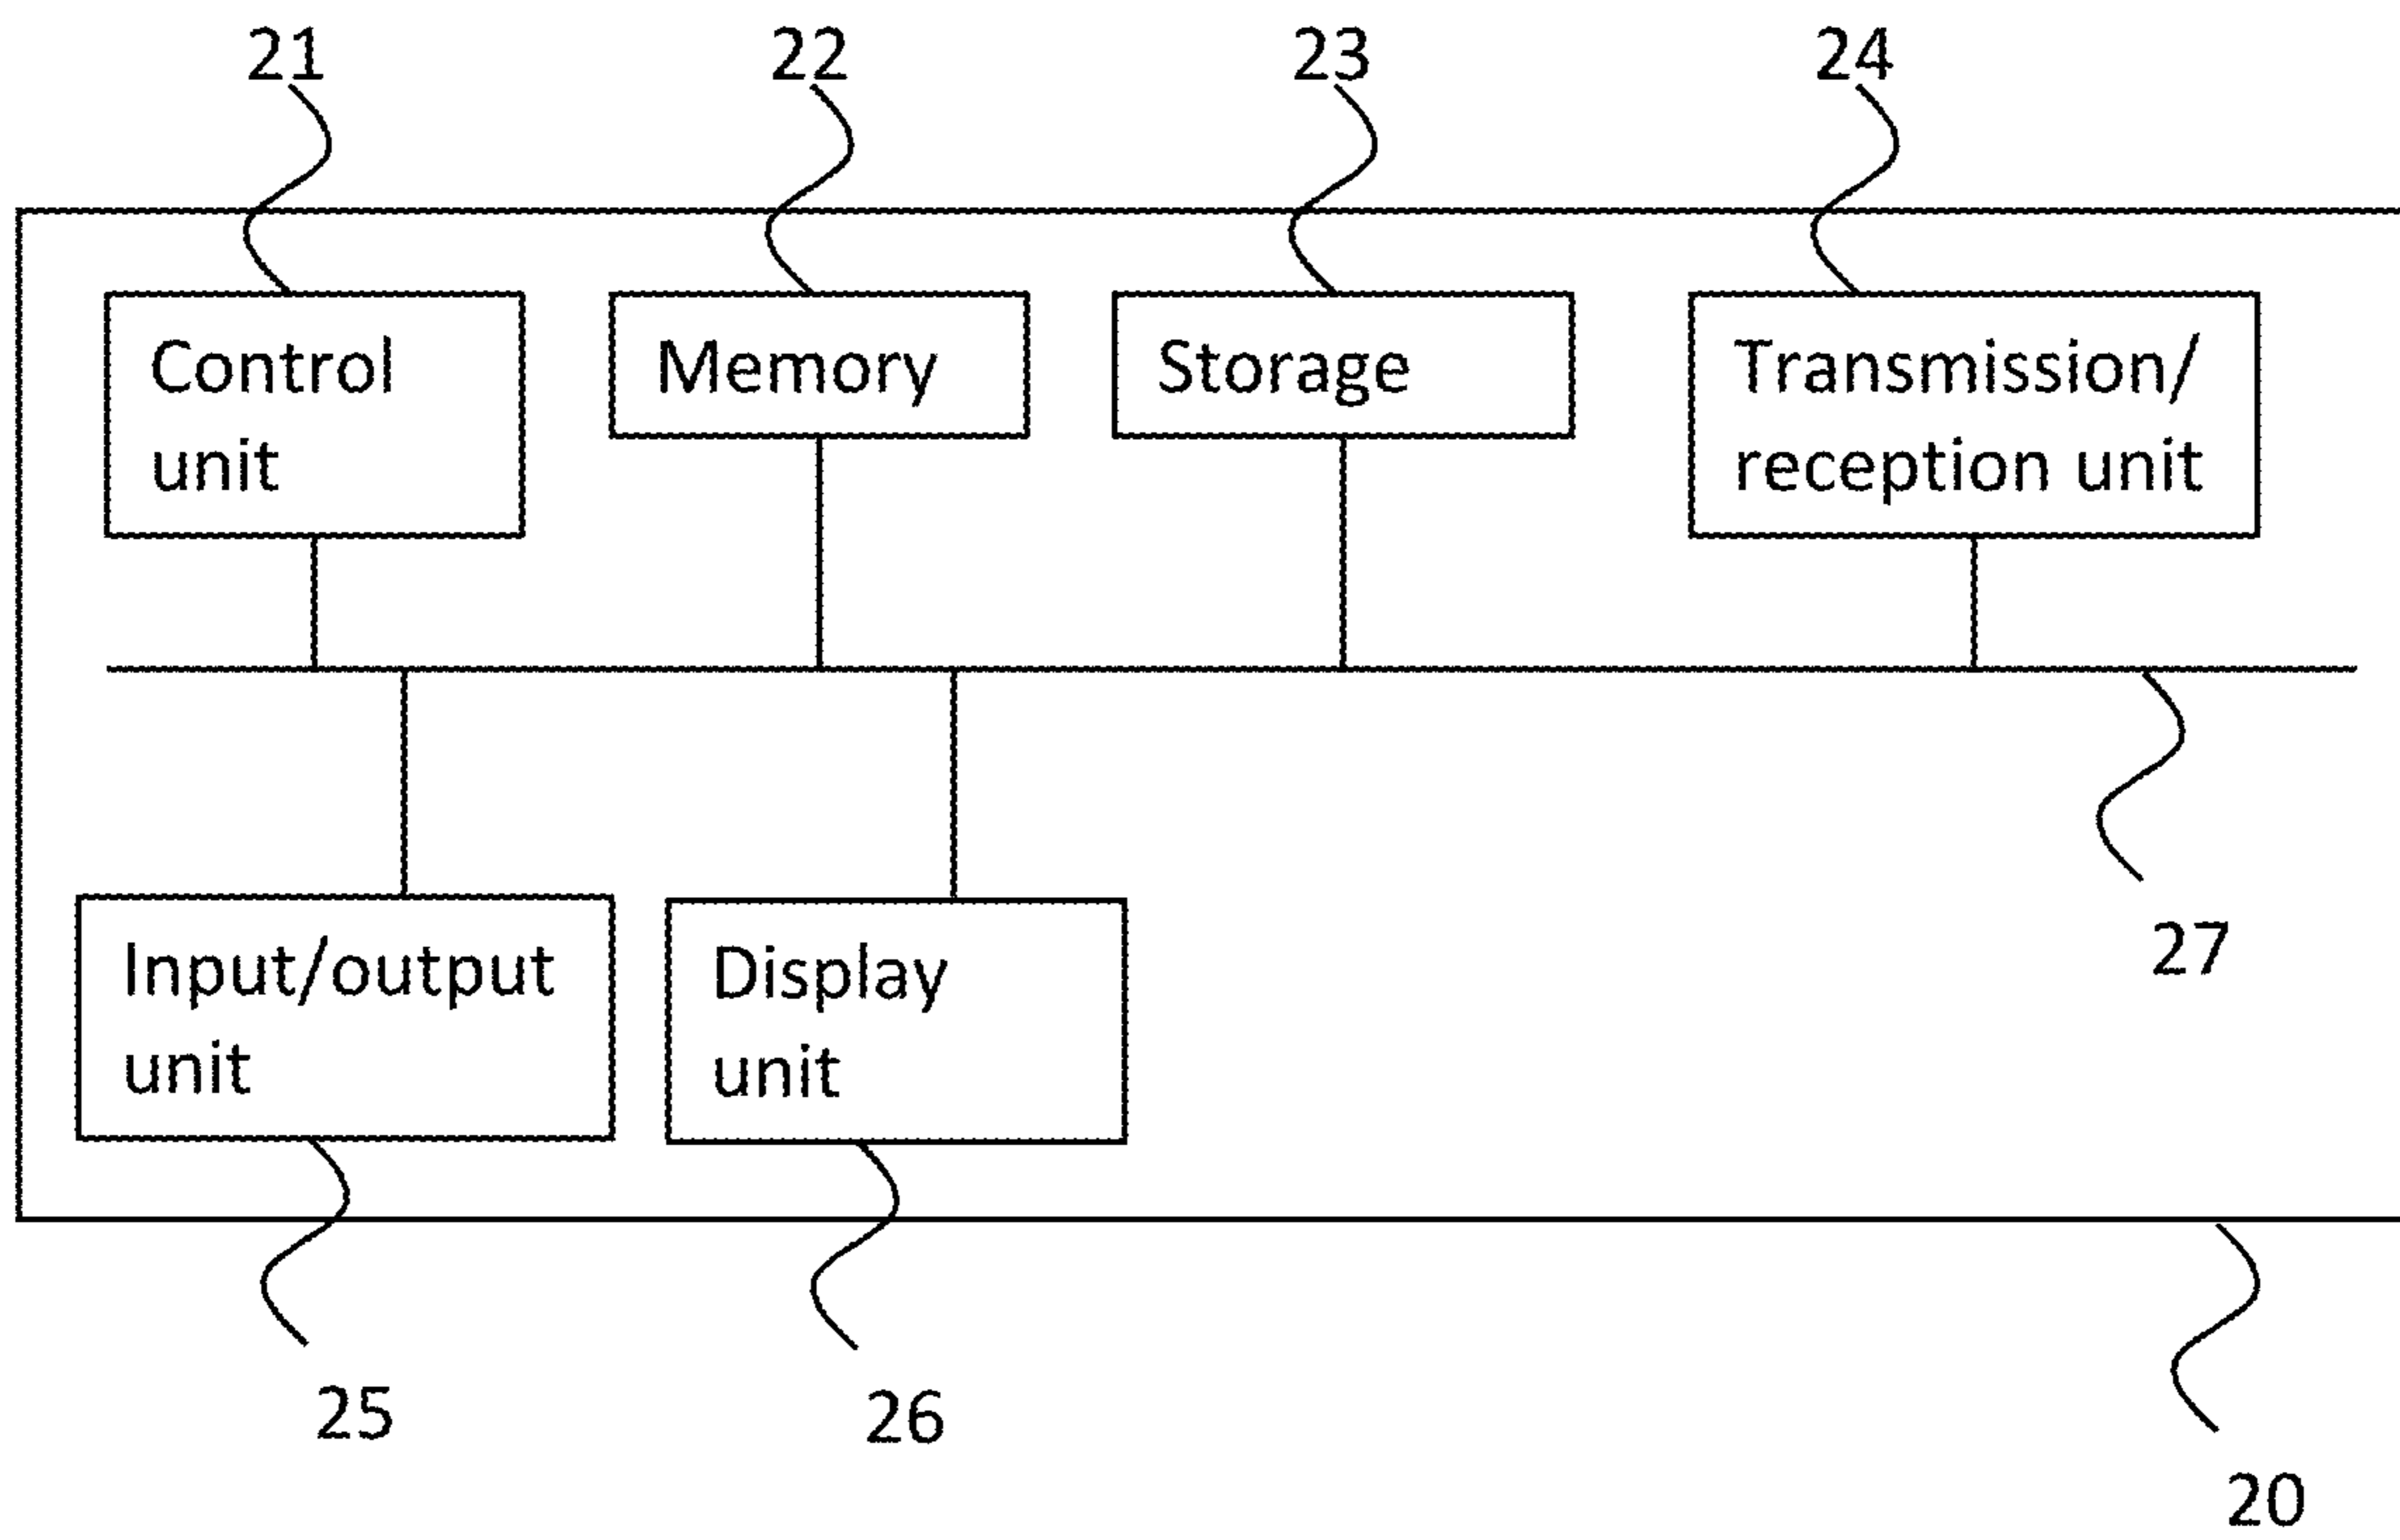 21 22 23 24
Control
unit
Memory
Storage
Transmission/
reception unit
Input/output
unit
Display
unit
27
25
26
20